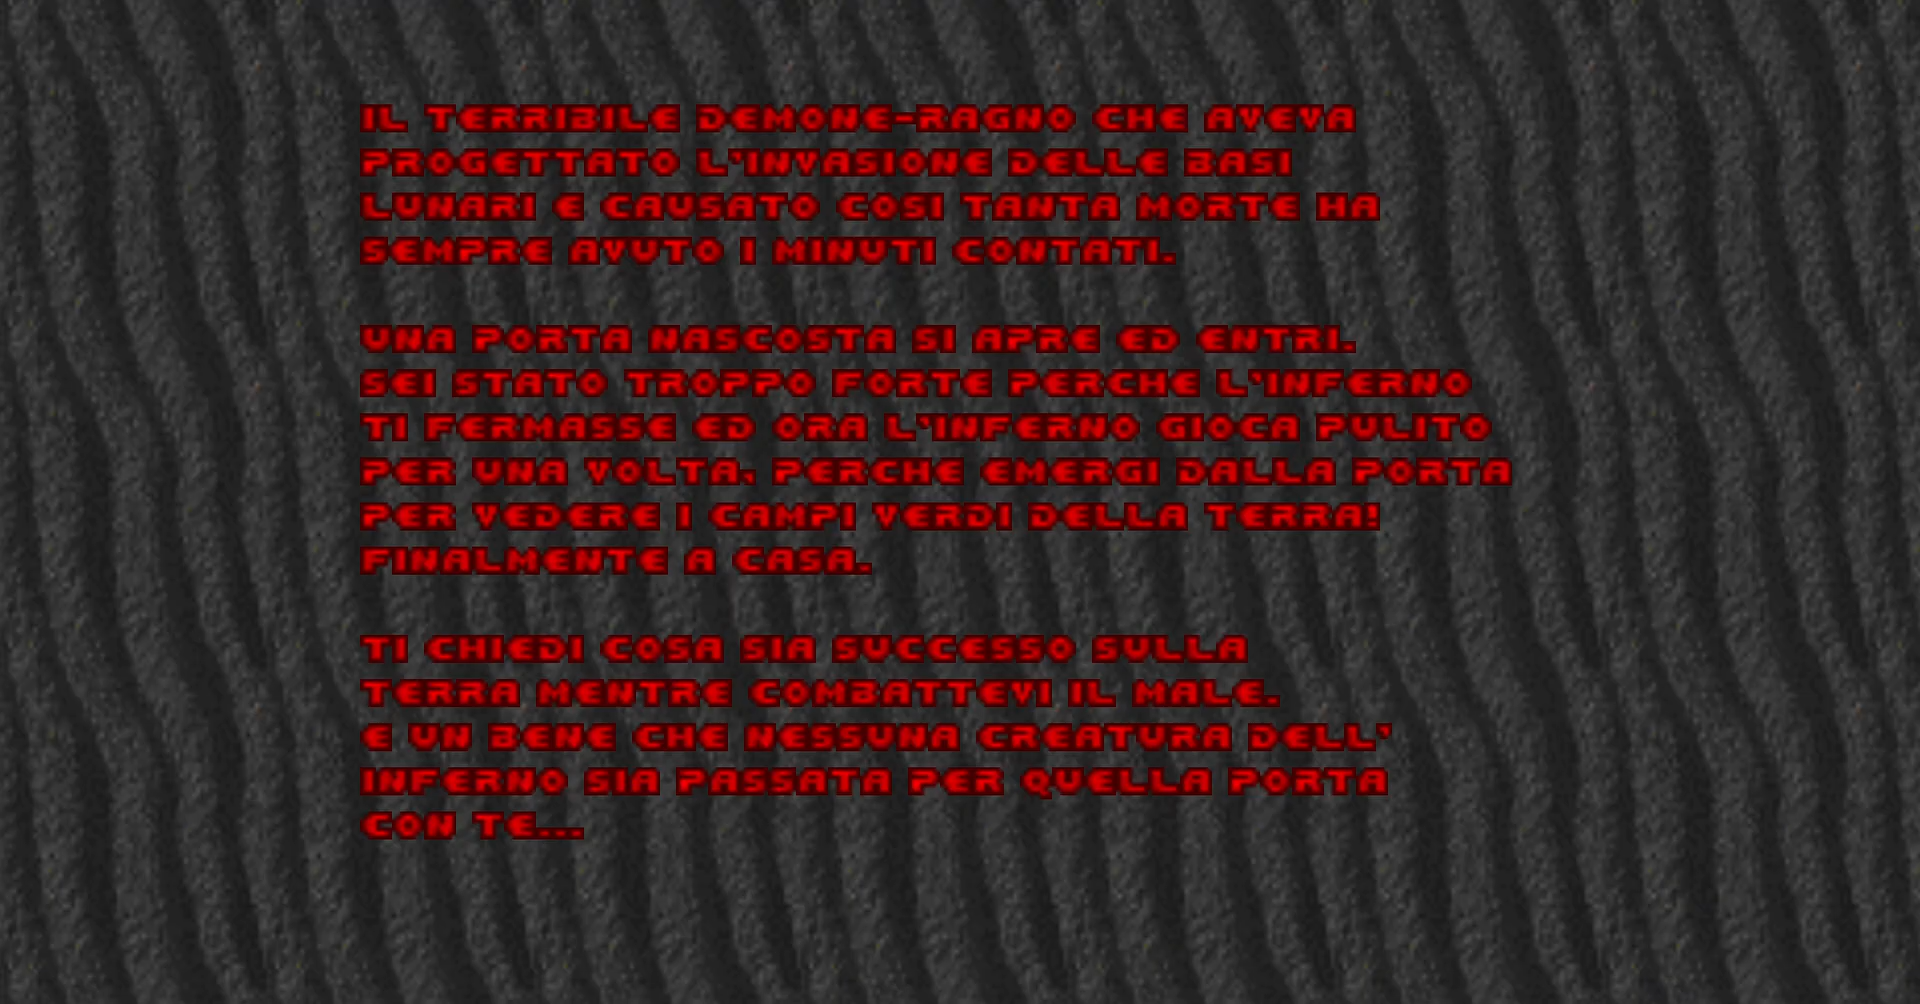 IL TERRIBILE DEMONE-RAGNO CHE AVEVA
PROGETTATO L'INVASIONE DELLE BASI
LUNARI E CAUSATO COSI TANTA MORTE HA
SEMPRE AVUTO I MINUTI CONTATI.
UNA PORTA NASCOSTA SI APRE ED ENTRI.
SEI STATO TROPPO FORTE PERCHE L'INFERNO
TI FERMASSE ED ORA L'INFERNO GIOCA PULITO
PER UNA VOLTA, PERCHE EMERGI DALLA PORTA
PER VEDERE I CAMPI VERDI DELLA TERRA!
FINALMENTE A CASA.
TI CHIEDI COSA SIA SUCCESSO SULLA
TERRA MENTRE COMBATTEVI IL MALE.
E UN BENE CHE NESSUNA CREATURA DELL'
INFERNO SIA PASSATA PER QUELLA PORTA
CON TE...